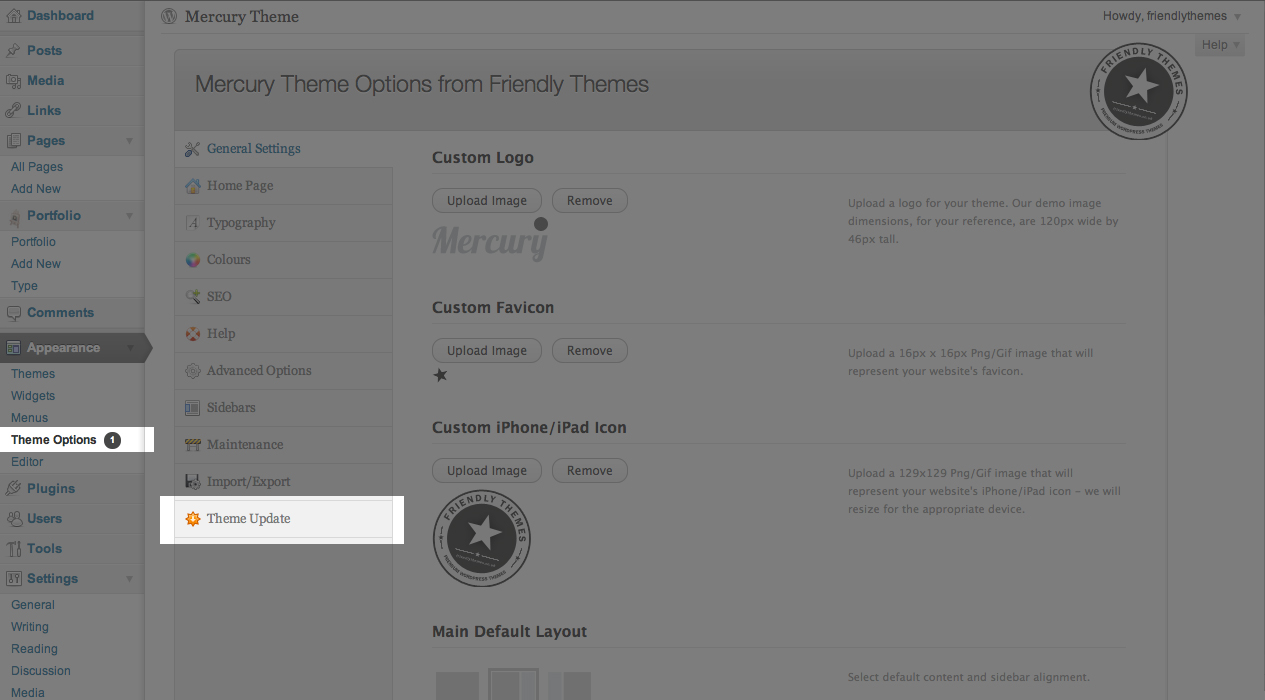 Dashboard
Posts
Media
Links
Pages
All Pages
Add New
Portfolio
Portfolio
Add New
Type
Comments
Appearance
Themes
Widgets
Menus
Theme Options 1
Editor
Plugins
Users
Tools
Settings
General
Writing
Reading
Discussion
Media
Mercury Theme
Howdy, friendlythemes
Help
Mercury Theme Options from Friendly Themes
FRIENDLY THEMES
PREMIUM WORDPRESS THEMES
General Settings
Home Page
Typography
Colours
SEO
Help
Advanced Options
Sidebars
Maintenance
Import/Export
Theme Update
Custom Logo
Upload Image
Remove
Mercury
Upload a logo for your theme. Our demo image
dimensions, for your reference, are 120px wide by
46px tall.
Custom Favicon
Upload Image
Remove
Upload a 16px x 16px Png/Gif image that will
represent your website's favicon.
Custom iPhone/iPad Icon
Upload Image
Remove
FRIENDLY THEMES
PREMIUM WORDPRESS THEMES
Upload a 129x129 Png/Gif image that will
represent your website's iPhone/iPad icon – we will
resize for the appropriate device.
Main Default Layout
Select default content and sidebar alignment.